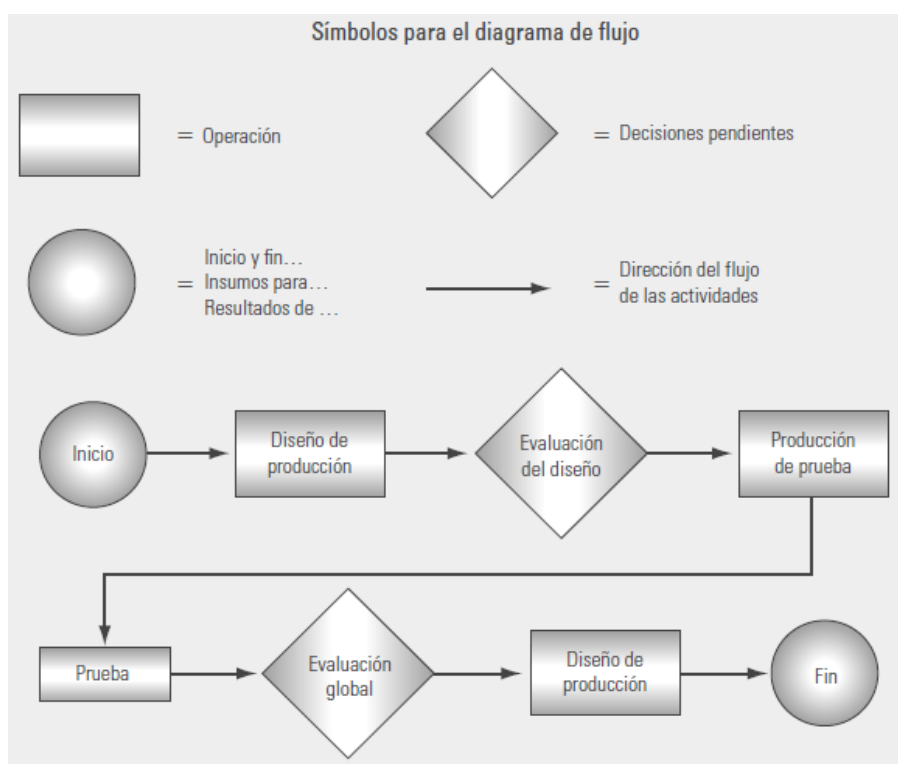 Símbolos para el diagrama de flujo
= Operación
= Decisiones pendientes
Inicio y fin…
= Insumos para…
Resultados de …
= Dirección del flujo
de las actividades
Inicio
Diseño de
producción
Evaluación
del diseño
Producción
de prueba
Prueba
Evaluación
global
Diseño de
producción
Fin